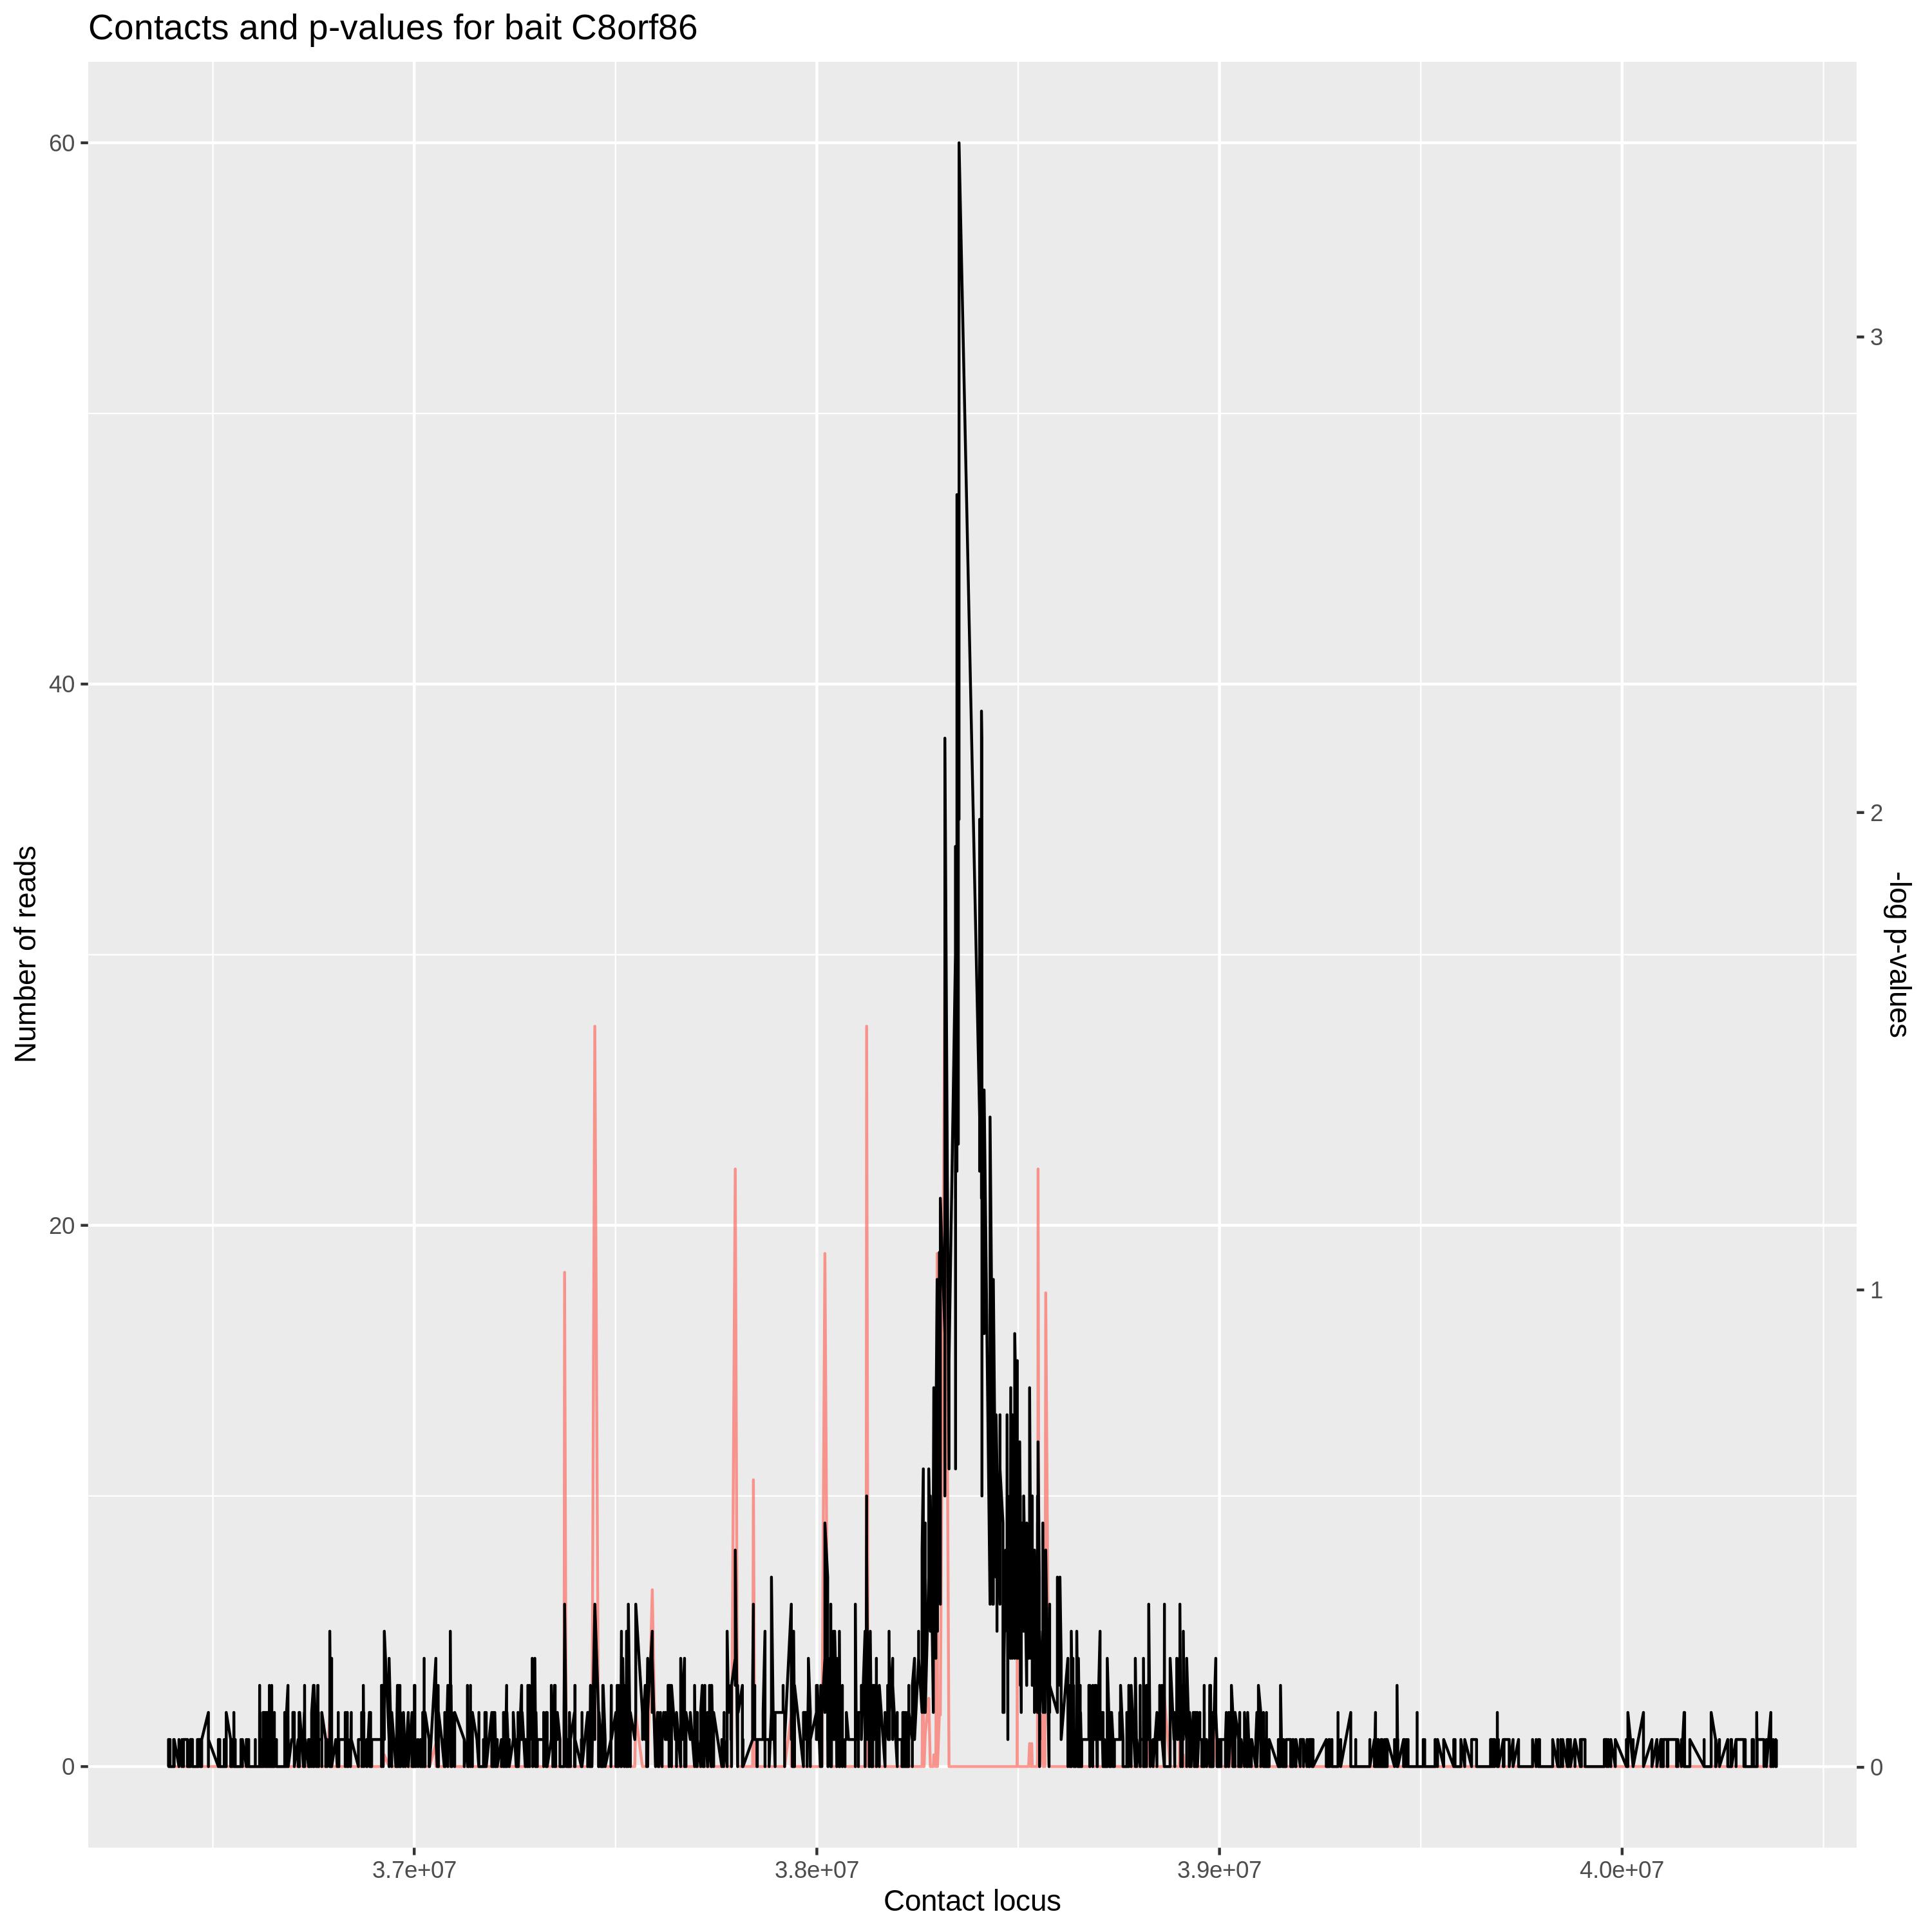 Contacts and p-values for bait C8orf86
60
40
20
0
Number of reads
3
2
1
0
-log p-values
3.7e+07
3.8e+07
3.9e+07
4.0e+07
Contact locus